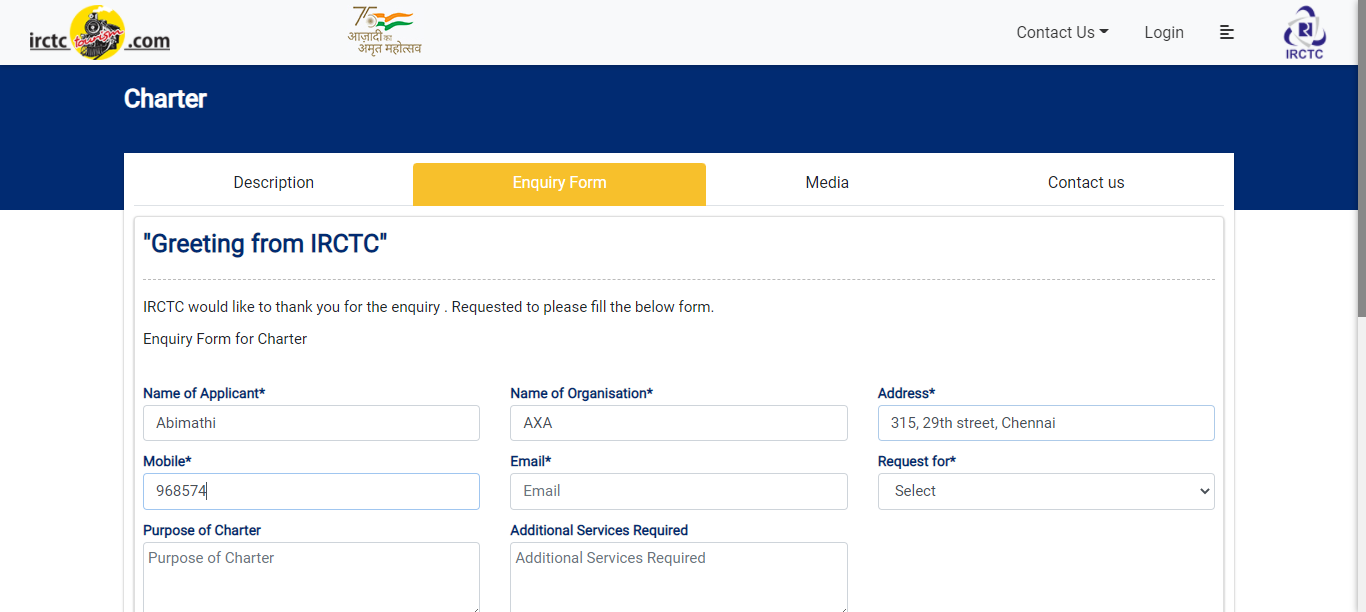 irctc tourism .com
75
आज़ादी का
अमृत महोत्सव
Contact Us
Login
IRCTC
Charter
Description
Enquiry Form
Media
Contact us
"Greeting from IRCTC"
IRCTC would like to thank you for the enquiry . Requested to please fill the below form.
Enquiry Form for Charter
Name of Applicant*
Name of Organisation*
Address*
Abimathi
AXA
315, 29th street, Chennai
Mobile*
Email*
Request for*
968574
Email
Select
Purpose of Charter
Additional Services Required
Purpose of Charter
Additional Services Required